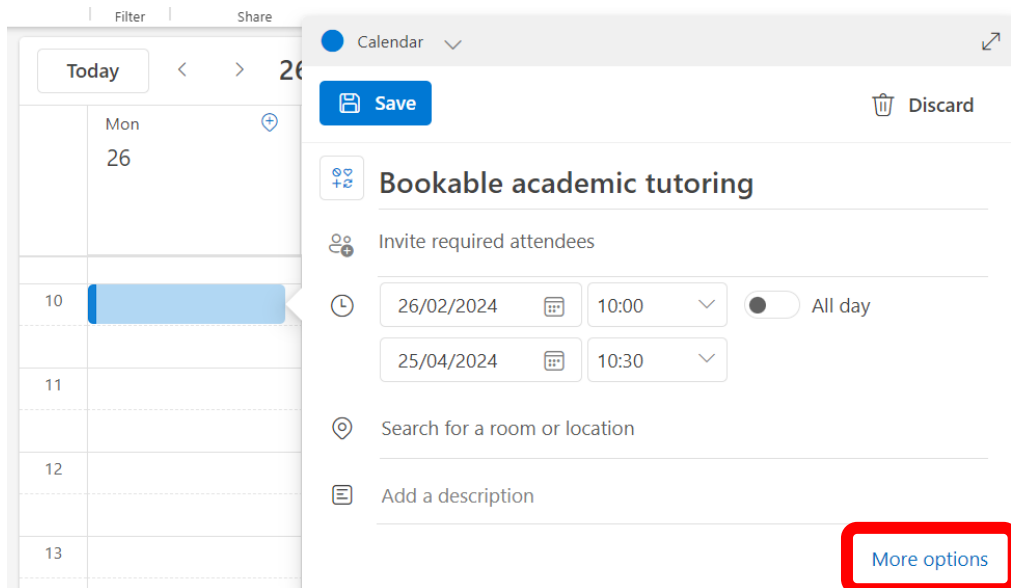 Filter Share
Today
Mon
26
10
11
12
13
Calendar
Save Discard
Bookable academic tutoring
Invite required attendees
26/02/2024 10:00 All day
25/04/2024 10:30
Search for a room or location
Add a description
More options